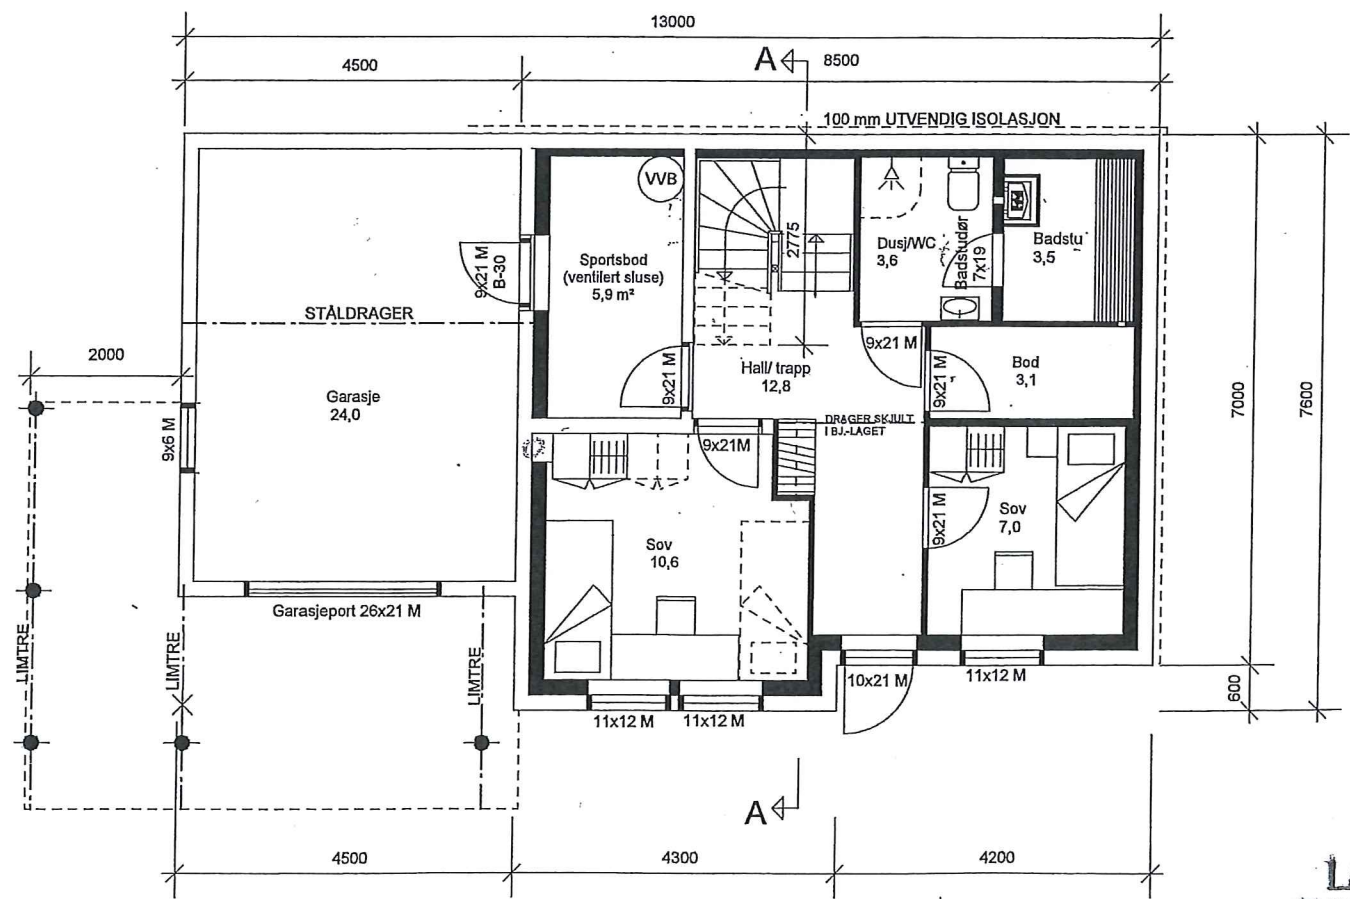 13000
4500
A
8500
100 mm UTVENDIG ISOLASJON
VVB
2775
Dusj/WC
3,6
Badstudør
7x19
Badstu
3,5
Sportsbod
(ventilert sluse)
5,9 m²
9x21 M
B-30
STÅLDRAGER
2000
9x21 M
Bod
3,1
9x21 M
9x21 M
Hall/ trapp
12,8
Garasje
24,0
7000
7600
9x6 M
DRAGER SKJULT
I BJ.-LAGET
9x21M
Sov
7,0
9x21 M
Sov
10,6
Garasjeport 26x21 M
LIMTRE
LIMTRE
LIMTRE
10x21 M
11x12 M
600
11x12 M
11x12 M
A
4500
4300
4200